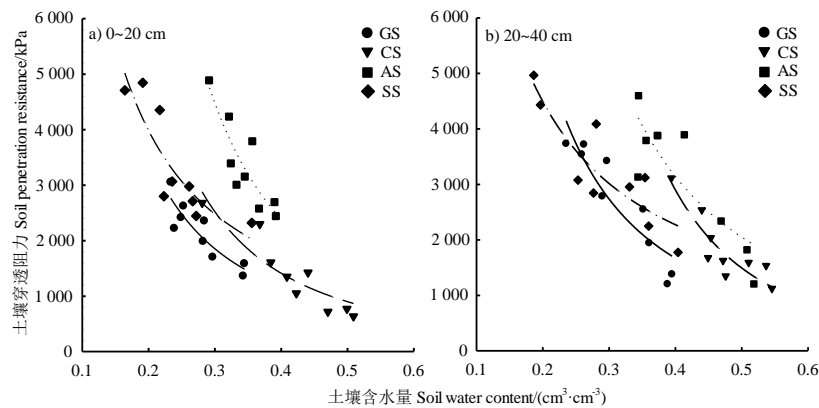 土壤穿透阻力 Soil penetration resistance/kPa
6 000
5 000
4 000
3 000
2 000
1 000
0
a) 0~20 cm
GS
CS
AS
SS
0.1 0.2 0.3 0.4 0.5 0.6
6 000
5 000
4 000
3 000
2 000
1 000
0
b) 20~40 cm
GS
CS
AS
SS
0.1 0.2 0.3 0.4 0.5 0.6
土壤含水量 Soil water content/(cm³·cm⁻³)